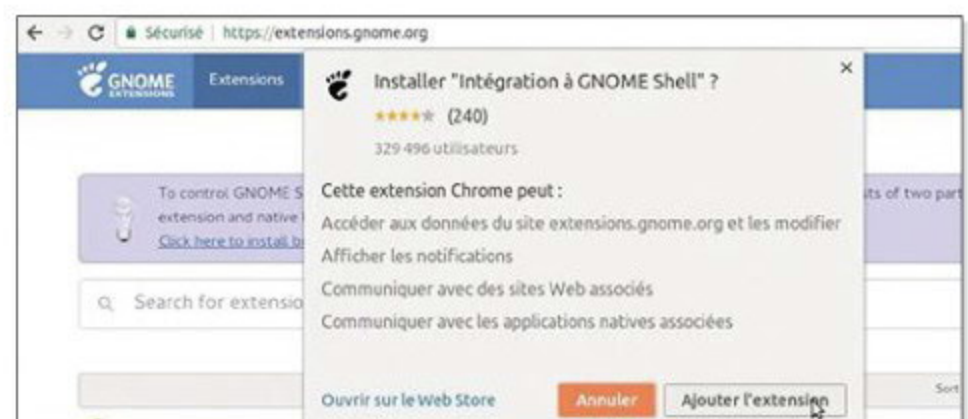 Sécurisé | https://extensions.gnome.org
GNOME
EXTENSIONS
Extensions
Installer "Intégration à GNOME Shell" ?
(240)
329 496 utilisateurs
Cette extension Chrome peut :
Accéder aux données du site extensions.gnome.org et les modifier
Afficher les notifications
Communiquer avec des sites Web associés
Communiquer avec les applications natives associées
Ouvrir sur le Web Store
Annuler
Ajouter l'extension
To control GNOME S
sts of two part
extension and native
Click here to install b
Search for extensio
Sort